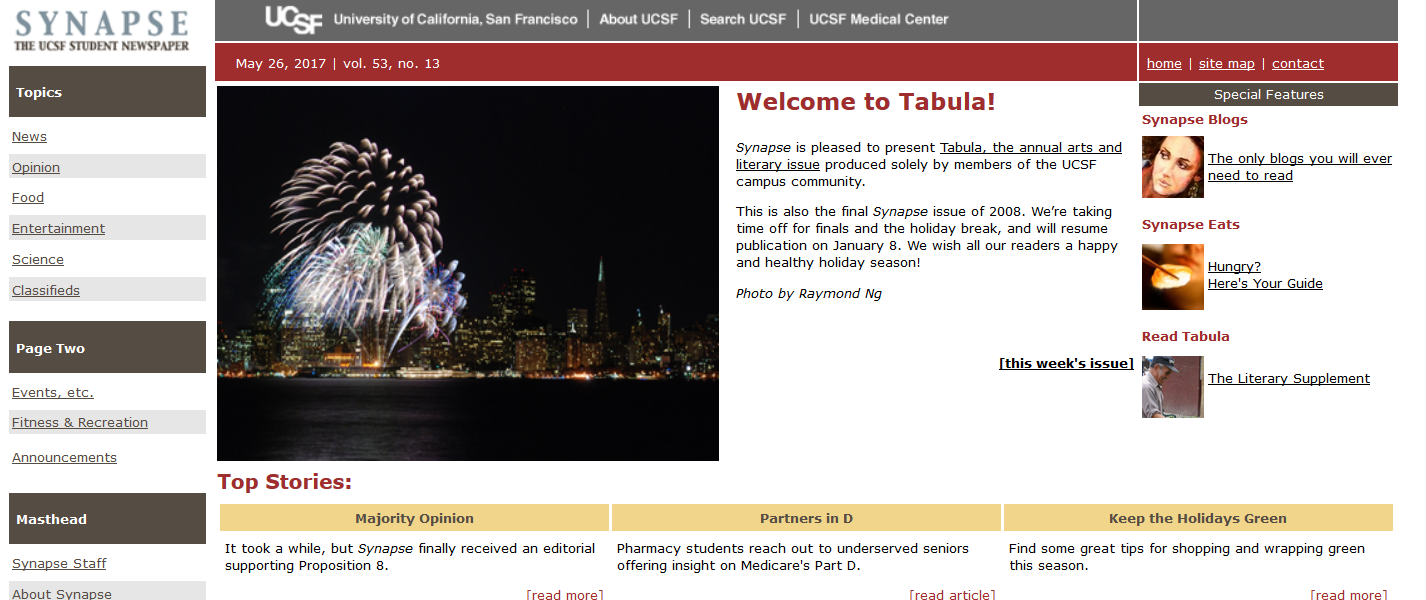 SYNAPSE
THE UCSF STUDENT NEWSPAPER
UCSF University of California, San Francisco | About UCSF | Search UCSF | UCSF Medical Center
May 26, 2017 | vol. 53, no. 13
home | site map | contact
Topics
News
Opinion
Food
Entertainment
Science
Classifieds
Page Two
Events, etc.
Fitness & Recreation
Announcements
Masthead
Synapse Staff
About Synapse
Welcome to Tabula!
Synapse is pleased to present Tabula, the annual arts and
literary issue produced solely by members of the UCSF
campus community.
This is also the final Synapse issue of 2008. We’re taking
time off for finals and the holiday break, and will resume
publication on January 8. We wish all our readers a happy
and healthy holiday season!
Photo by Raymond Ng
[this week's issue]
Special Features
Synapse Blogs
The only blogs you will ever
need to read
Synapse Eats
Hungry?
Here's Your Guide
Read Tabula
The Literary Supplement
Top Stories:
Majority Opinion
It took a while, but Synapse finally received an editorial
supporting Proposition 8.
[read more]
Partners in D
Pharmacy students reach out to underserved seniors
offering insight on Medicare's Part D.
[read article]
Keep the Holidays Green
Find some great tips for shopping and wrapping green
this season.
[read more]